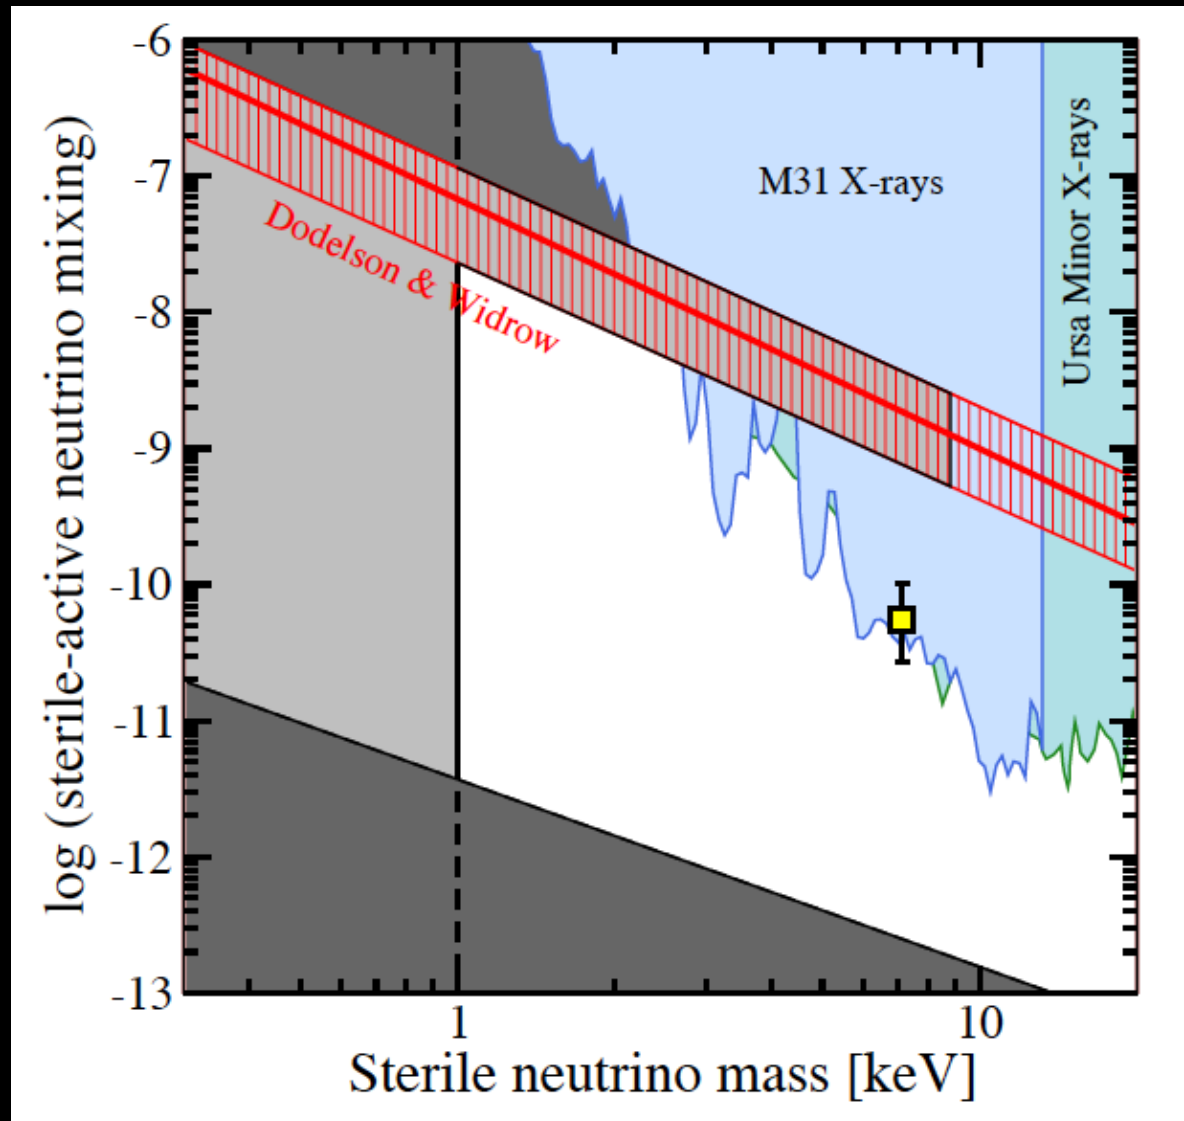 log (sterile-active neutrino mixing)
-6
-7
-8
-9
-10
-11
-12
-13
M31 X-rays
Ursa Minor X-rays
Dodelson & Widrow
1
10
Sterile neutrino mass [keV]